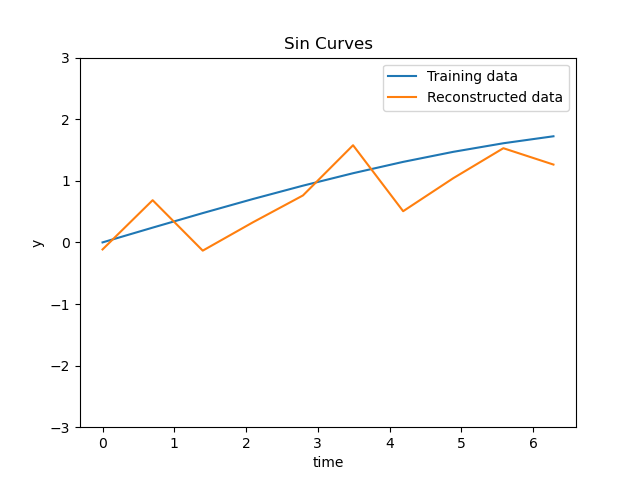 Sin Curves
Training data
Reconstructed data
3
2
1
0
−1
−2
−3
y
0 1 2 3 4 5 6
time